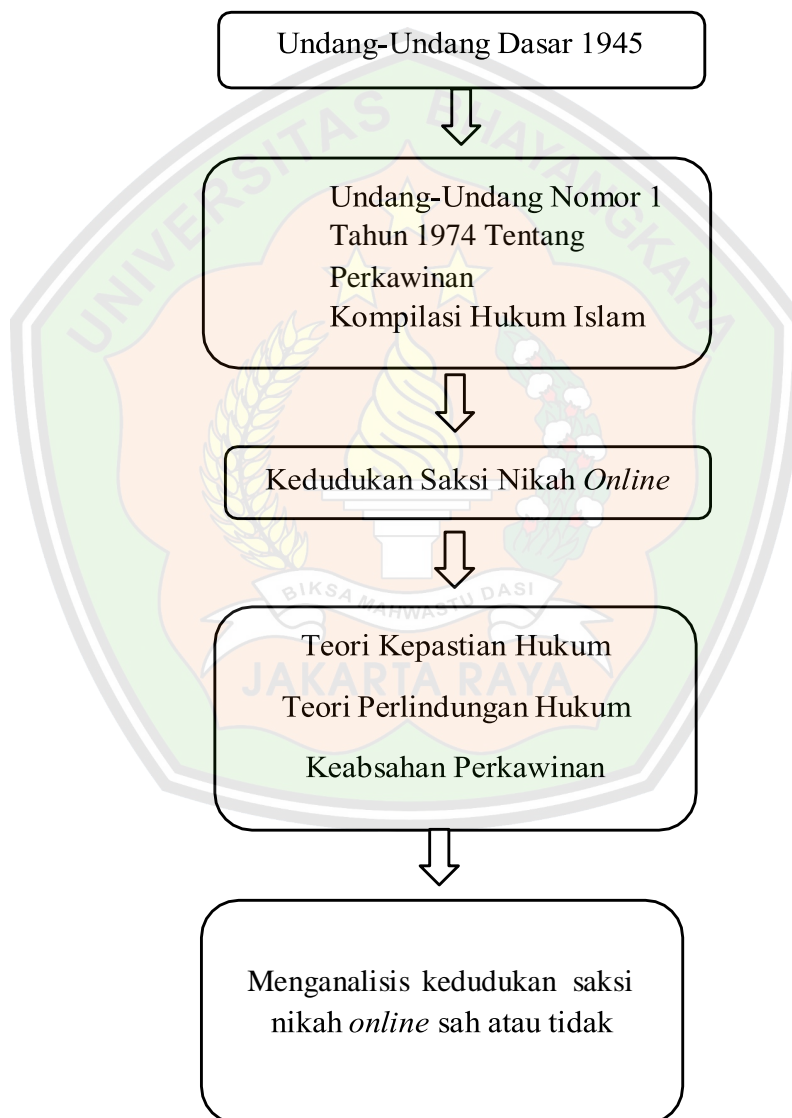 Undang-Undang Dasar 1945
UNIVERSITAS BHAYANGKARA
Undang-Undang Nomor 1
Tahun 1974 Tentang
Perkawinan
Kompilasi Hukum Islam
Kedudukan Saksi Nikah Online
BIKSA MAHWASTU DASI
Teori Kepastian Hukum
JAKARTA RAYA
Teori Perlindungan Hukum
Keabsahan Perkawinan
Menganalisis kedudukan saksi
nikah online sah atau tidak